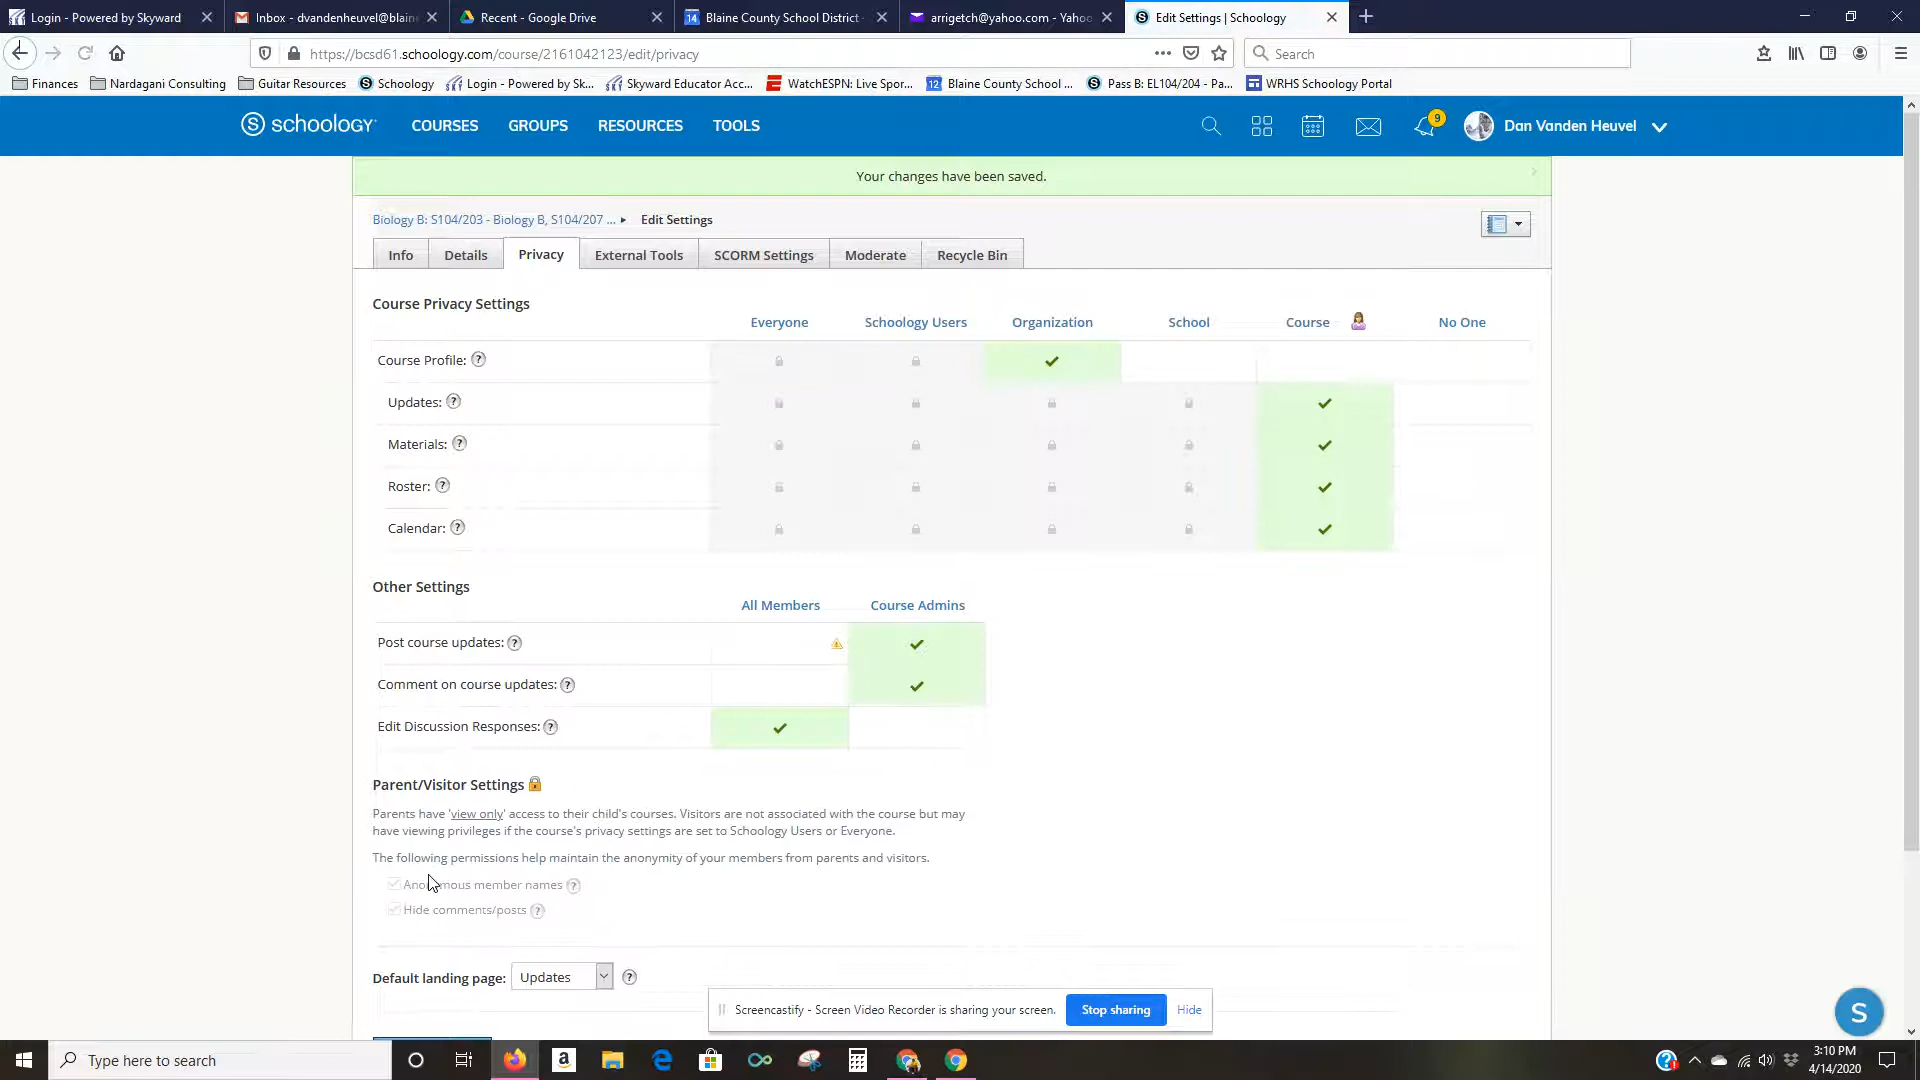 Login - Powered by Skyward
Inbox - dvandenheuvel@blain
Recent - Google Drive
14 Blaine County School District -
arrigetch@yahoo.com - Yahoo
S Edit Settings | Schoology
https://bcsd61.schoology.com/course/2161042123/edit/privacy
Search
Finances
Nardagani Consulting
Guitar Resources
Schoology
Login - Powered by Sk...
Skyward Educator Acc...
WatchESPN: Live Spor...
12 Blaine County School ...
Pass B: EL104/204 - Pa...
WRHS Schoology Portal
S schoology
COURSES
GROUPS
RESOURCES
TOOLS
9
Dan Vanden Heuvel
Your changes have been saved.
Biology B: S104/203 - Biology B, S104/207 ... ▸ Edit Settings
Info
Details
Privacy
External Tools
SCORM Settings
Moderate
Recycle Bin
Course Privacy Settings
Everyone
Schoology Users
Organization
School
Course
No One
Course Profile: ?
Updates: ?
Materials: ?
Roster: ?
Calendar: ?
Other Settings
All Members
Course Admins
Post course updates: ?
Comment on course updates: ?
Edit Discussion Responses: ?
Parent/Visitor Settings
Parents have 'view only' access to their child's courses. Visitors are not associated with the course but may
have viewing privileges if the course's privacy settings are set to Schoology Users or Everyone.
The following permissions help maintain the anonymity of your members from parents and visitors.
Anonymous member names ?
Hide comments/posts ?
Default landing page: Updates ?
Screencastify - Screen Video Recorder is sharing your screen.
Stop sharing
Hide
S
Type here to search
3:10 PM
4/14/2020